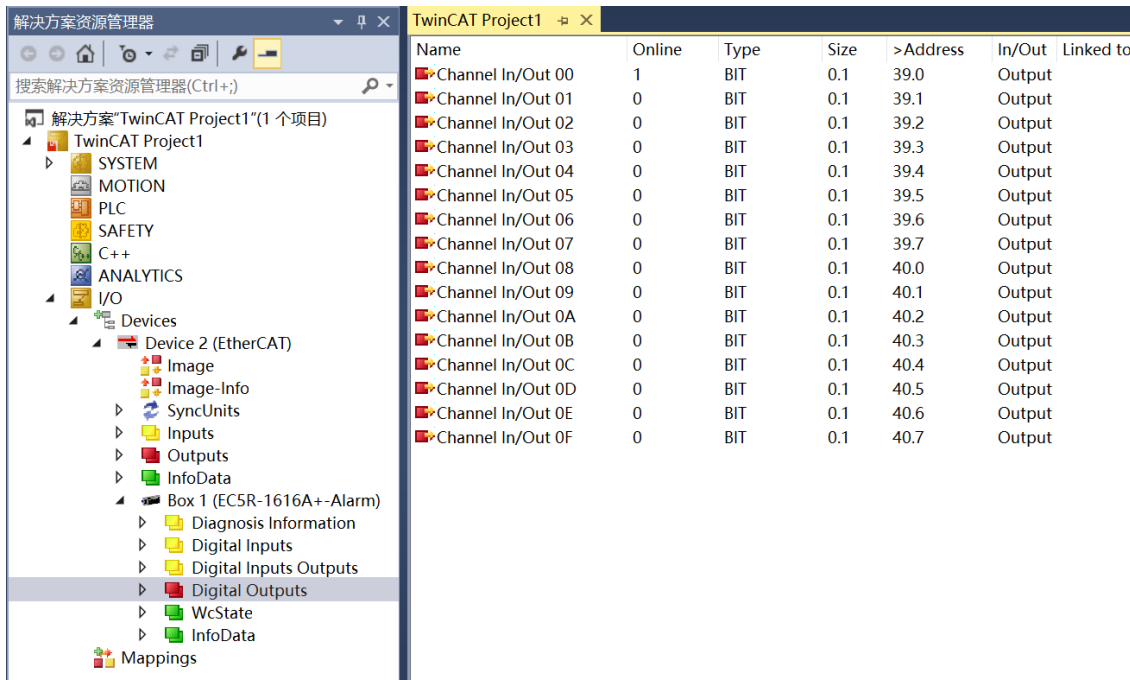 解决方案资源管理器
搜索解决方案资源管理器(Ctrl+;)
解决方案"TwinCAT Project1"(1 个项目)
TwinCAT Project1
SYSTEM
MOTION
PLC
SAFETY
C++
ANALYTICS
I/O
Devices
Device 2 (EtherCAT)
Image
Image-Info
SyncUnits
Inputs
Outputs
InfoData
Box 1 (EC5R-1616A+-Alarm)
Diagnosis Information
Digital Inputs
Digital Inputs Outputs
Digital Outputs
WcState
InfoData
Mappings
TwinCAT Project1
Name Online Type Size >Address In/Out Linked to
Channel In/Out 00 1 BIT 0.1 39.0 Output
Channel In/Out 01 0 BIT 0.1 39.1 Output
Channel In/Out 02 0 BIT 0.1 39.2 Output
Channel In/Out 03 0 BIT 0.1 39.3 Output
Channel In/Out 04 0 BIT 0.1 39.4 Output
Channel In/Out 05 0 BIT 0.1 39.5 Output
Channel In/Out 06 0 BIT 0.1 39.6 Output
Channel In/Out 07 0 BIT 0.1 39.7 Output
Channel In/Out 08 0 BIT 0.1 40.0 Output
Channel In/Out 09 0 BIT 0.1 40.1 Output
Channel In/Out 0A 0 BIT 0.1 40.2 Output
Channel In/Out 0B 0 BIT 0.1 40.3 Output
Channel In/Out 0C 0 BIT 0.1 40.4 Output
Channel In/Out 0D 0 BIT 0.1 40.5 Output
Channel In/Out 0E 0 BIT 0.1 40.6 Output
Channel In/Out 0F 0 BIT 0.1 40.7 Output